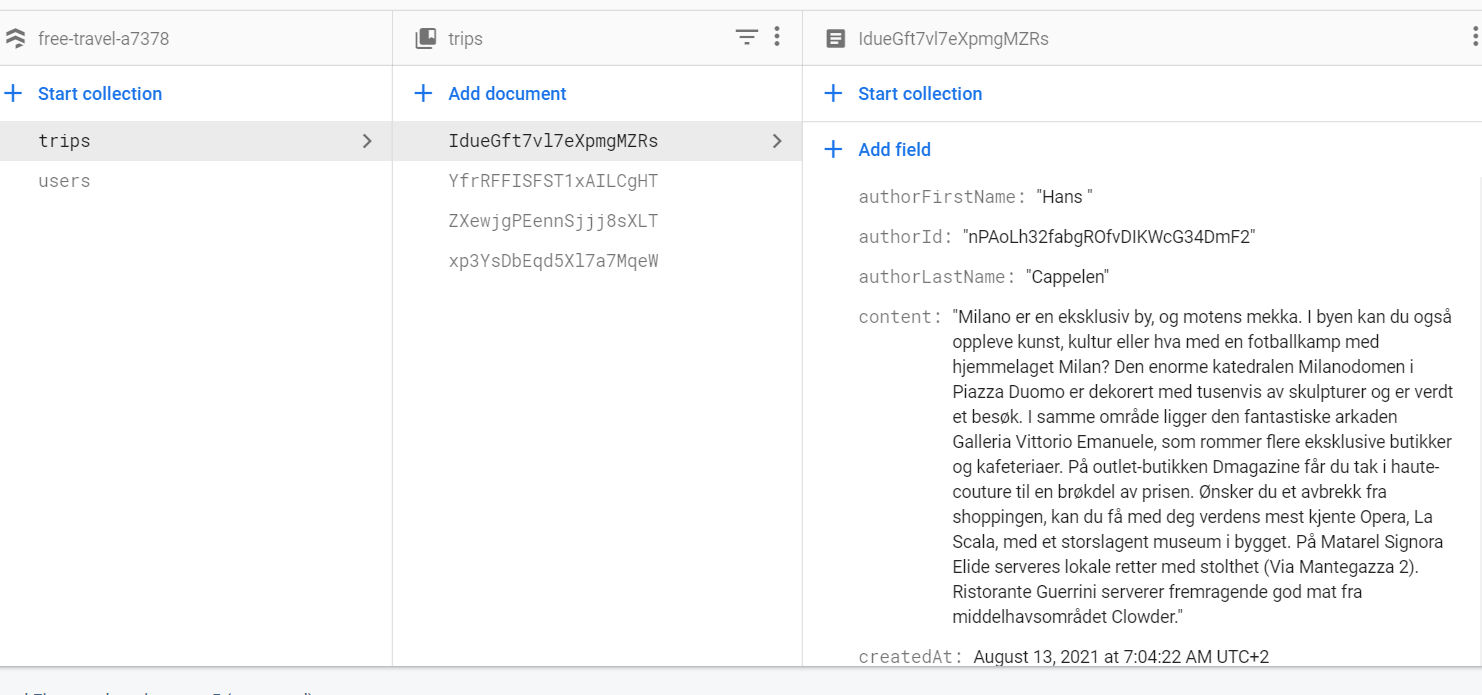 free-travel-a7378
trips
IdueGft7vl7eXpmgMZRs
Start collection
Add document
Start collection
trips
IdueGft7vl7eXpmgMZRs
Add field
users
YfrRFFISFST1xAILCgHT
authorFirstName: "Hans "
ZXewjgPEennSjjj8sXLT
authorId: "nPAoLh32fabgROfvDIKWcG34DmF2"
xp3YsDbEqd5Xl7a7MqeW
authorLastName: "Cappelen"
content: "Milano er en eksklusiv by, og motens mekka. I byen kan du også
oppleve kunst, kultur eller hva med en fotballkamp med
hjemmelaget Milan? Den enorme katedralen Milanodomen i
Piazza Duomo er dekorert med tusenvis av skulpturer og er verdt
et besøk. I samme område ligger den fantastiske arkaden
Galleria Vittorio Emanuele, som rommer flere eksklusive butikker
og kafeteriaer. På outlet-butikken Dmagazine får du tak i haute-
couture til en brøkdel av prisen. Ønsker du et avbrekk fra
shoppingen, kan du få med deg verdens mest kjente Opera, La
Scala, med et storslagent museum i bygget. På Matarel Signora
Elide serveres lokale retter med stolthet (Via Mantegazza 2).
Ristorante Guerrini serverer fremragende god mat fra
middelhavsområdet Clowder."
createdAt: August 13, 2021 at 7:04:22 AM UTC+2